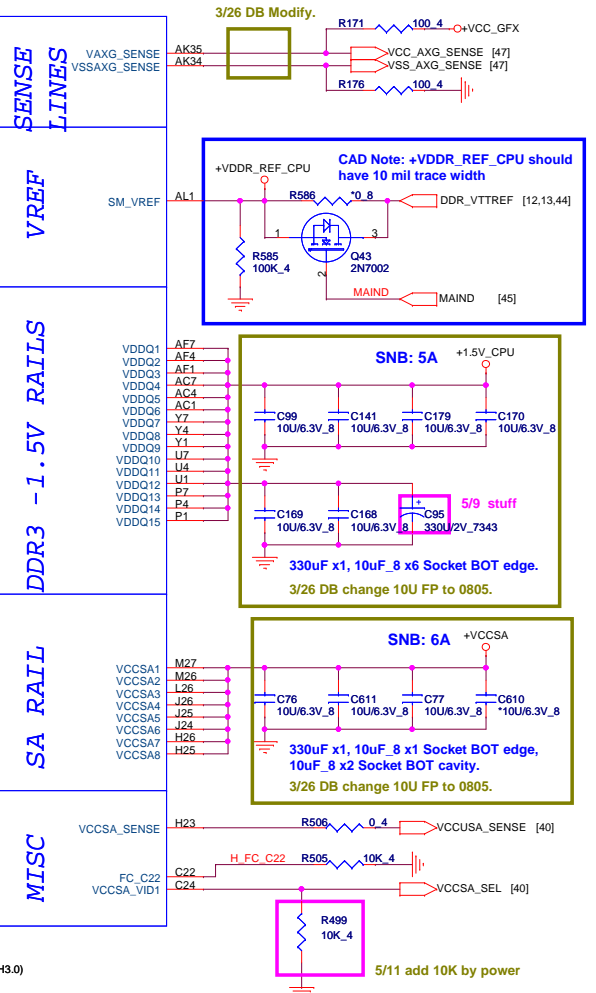 3/26 DB Modify.
SENSE LINES
VAXG_SENSE AK35
VSSAXG_SENSE AK34
R171 100_4 +VCC_GFX
VCC_AXG_SENSE [47]
VSS_AXG_SENSE [47]
R176 100_4
VREF
SM_VREF AL1
+VDDR_REF_CPU
CAD Note: +VDDR_REF_CPU should
have 10 mil trace width
R586 *0_8
DDR_VTTREF [12,13,44]
1
3
2
R585
100K_4
Q43
2N7002
MAIND
MAIND [45]
DDR3 -1.5V RAILS
VDDQ1 AF7
VDDQ2 AF4
VDDQ3 AF1
VDDQ4 AC7
VDDQ5 AC4
VDDQ6 AC1
VDDQ7 Y7
VDDQ8 Y4
VDDQ9 Y1
VDDQ10 U7
VDDQ11 U4
VDDQ12 U1
VDDQ13 P7
VDDQ14 P4
VDDQ15 P1
SNB: 5A
+1.5V_CPU
C99 C141 C179 C170
10U/6.3V_8 10U/6.3V_8 10U/6.3V_8 10U/6.3V_8
5/9 stuff
+
C169 C168 C95
10U/6.3V_8 10U/6.3V_8 330U/2V_7343
330uF x1, 10uF_8 x6 Socket BOT edge.
3/26 DB change 10U FP to 0805.
SA RAIL
VCCSA1 M27
VCCSA2 M26
VCCSA3 L26
VCCSA4 J26
VCCSA5 J25
VCCSA6 J24
VCCSA7 H26
VCCSA8 H25
SNB: 6A
+VCCSA
C76 C611 C77 C610
10U/6.3V_8 10U/6.3V_8 10U/6.3V_8 *10U/6.3V_8
330uF x1, 10uF_8 x1 Socket BOT edge,
10uF_8 x2 Socket BOT cavity.
3/26 DB change 10U FP to 0805.
MISC
VCCSA_SENSE H23
R506 0_4
VCCUSA_SENSE [40]
FC_C22 C22
H_FC_C22
R505 10K_4
VCCSA_VID1 C24
VCCSA_SEL [40]
R499
10K_4
5/11 add 10K by power
H3.0)